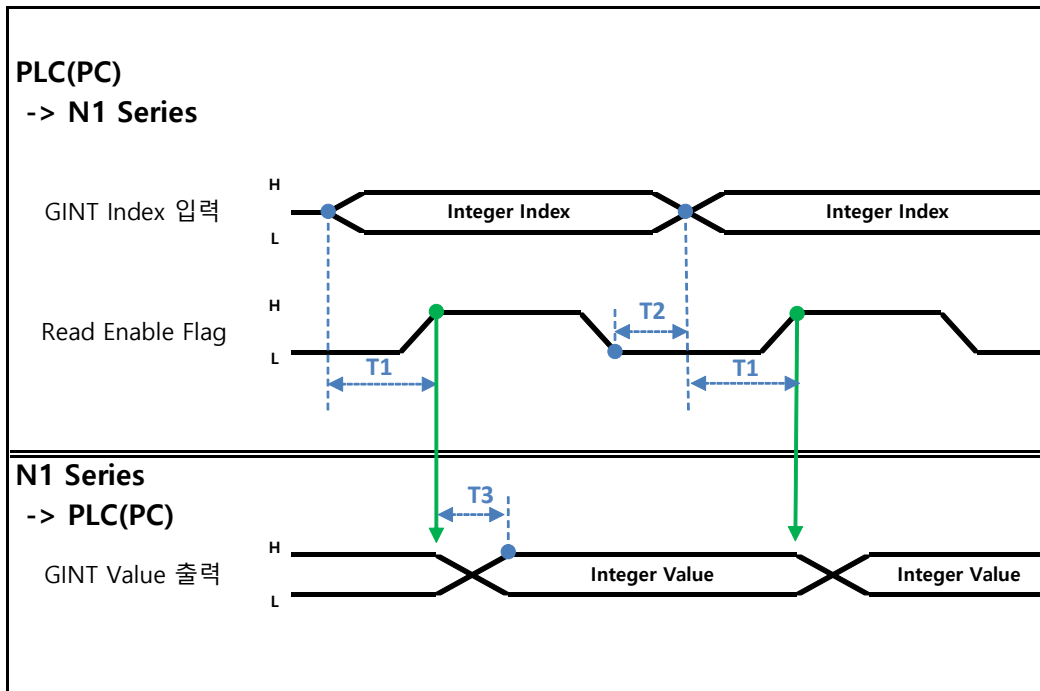 PLC(PC)
-> N1 Series
H
GINT Index 입력
Integer Index
Integer Index
L
H
T2
Read Enable Flag
L
T1
T1
N1 Series
T3
-> PLC(PC)
H
GINT Value 출력
Integer Value
Integer Value
L